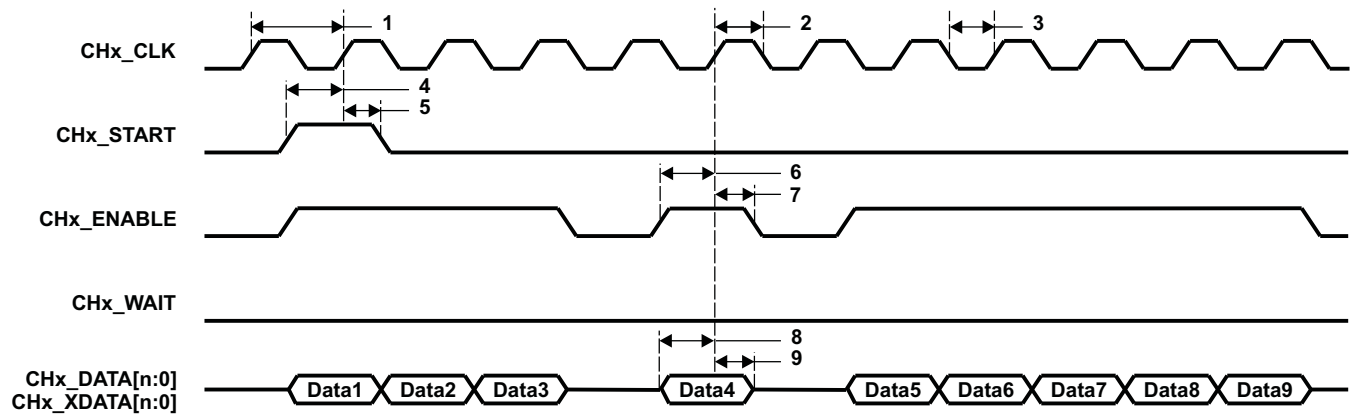 1 2 3
CHx_CLK
4
5
CHx_START
6
7
CHx_ENABLE
CHx_WAIT
8
9
CHx_DATA[n:0]
CHx_XDATA[n:0]
Data1 Data2 Data3 Data4 Data5 Data6 Data7 Data8 Data9